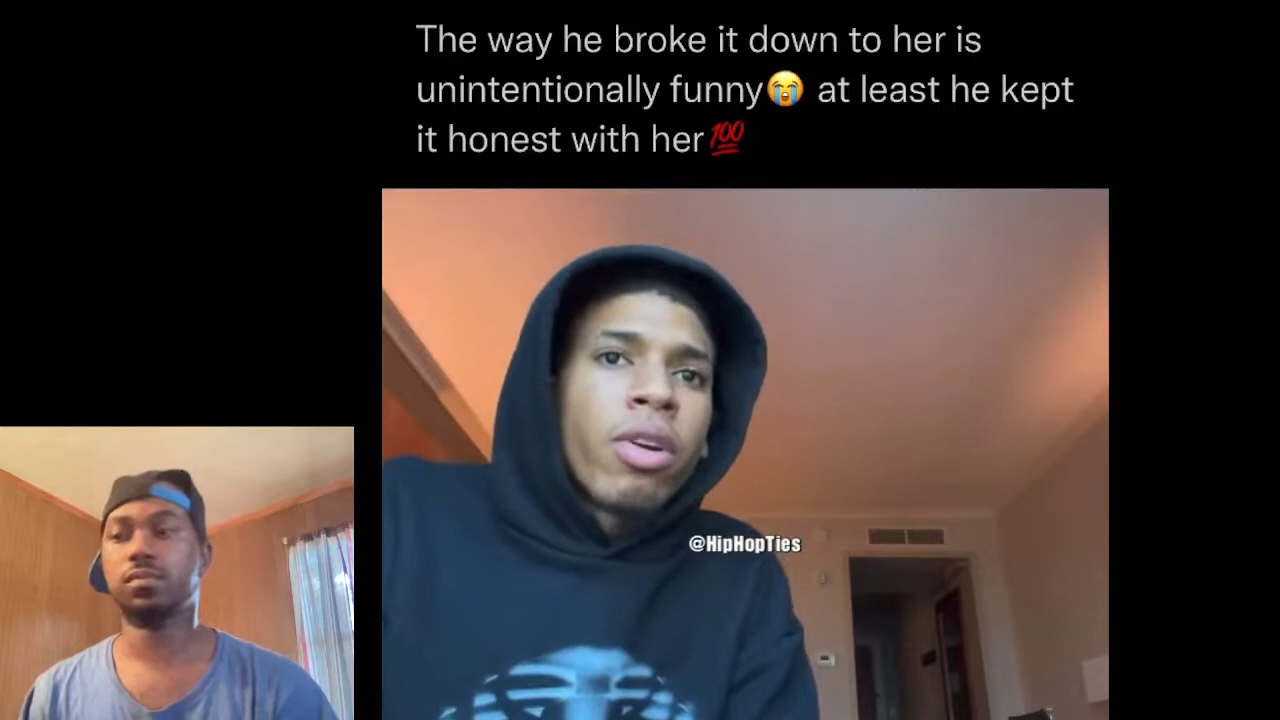 The way he broke it down to her is
unintentionally funny😭 at least he kept
it honest with her💯
@HipHopTies